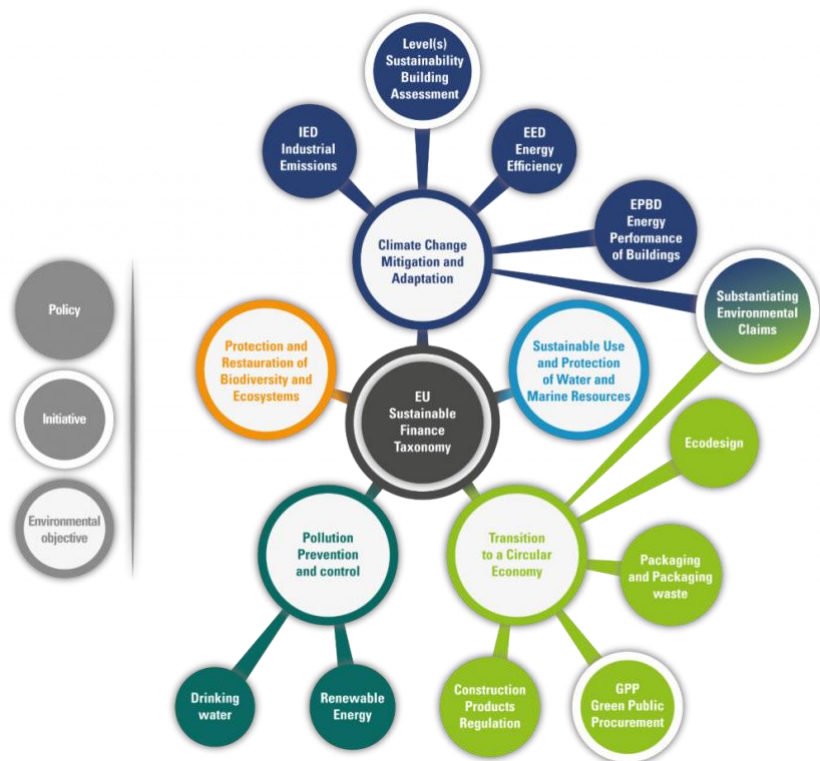 Level(s)
Sustainability
Building
Assessment
IED
Industrial
Emissions
EED
Energy
Efficiency
EPBD
Energy
Performance
of Buildings
Climate Change
Mitigation and
Adaptation
Substantiating
Environmental
Claims
Policy
Initiative
Environmental
objective
Protection and
Restauration of
Biodiversity and
Ecosystems
Sustainable Use
and Protection
of Water and
Marine Resources
EU
Sustainable
Finance
Taxonomy
Ecodesign
Pollution
Prevention
and control
Transition
to a Circular
Economy
Packaging
and Packaging
waste
Drinking
water
Renewable
Energy
Construction
Products
Regulation
GPP
Green Public
Procurement